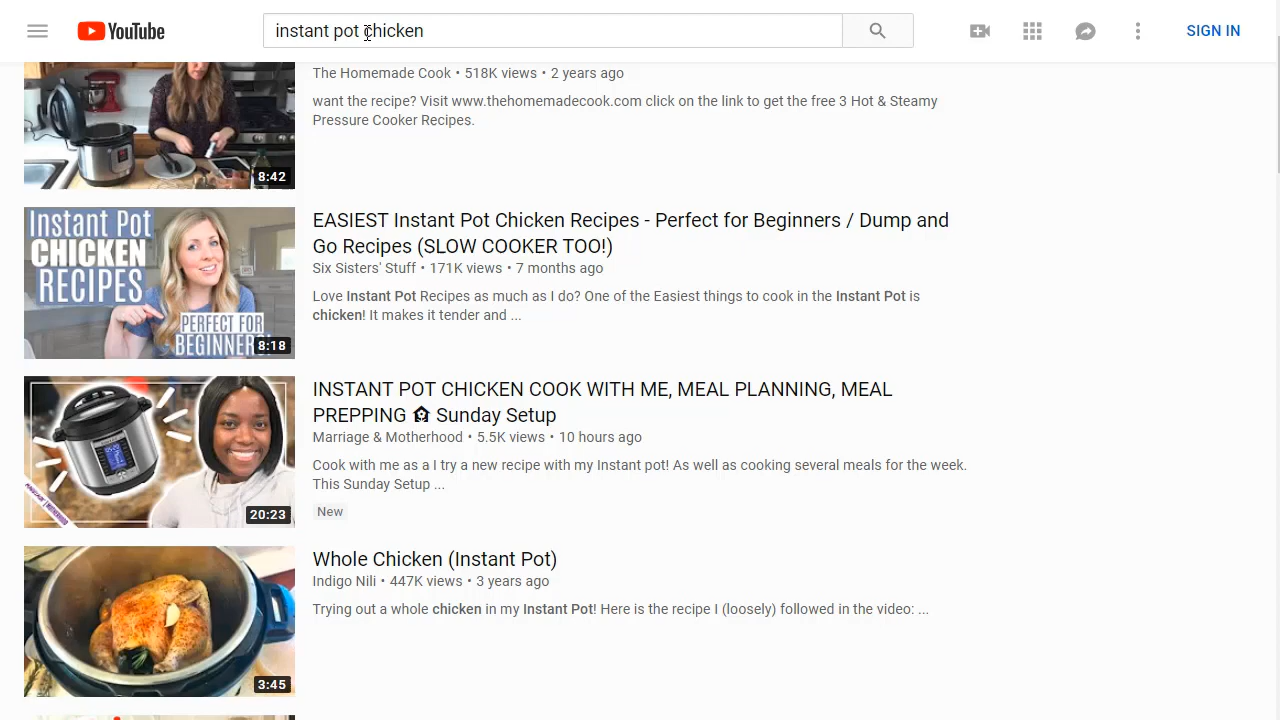 YouTube
instant pot chicken
SIGN IN
The Homemade Cook • 518K views • 2 years ago
want the recipe? Visit www.thehomemadecook.com click on the link to get the free 3 Hot & Steamy
Pressure Cooker Recipes.
8:42
Instant Pot
CHICKEN
RECIPES
PERFECT FOR
BEGINNERS
8:18
EASIEST Instant Pot Chicken Recipes - Perfect for Beginners / Dump and
Go Recipes (SLOW COOKER TOO!)
Six Sisters' Stuff • 171K views • 7 months ago
Love Instant Pot Recipes as much as I do? One of the Easiest things to cook in the Instant Pot is
chicken! It makes it tender and ...
20:23
INSTANT POT CHICKEN COOK WITH ME, MEAL PLANNING, MEAL
PREPPING Sunday Setup
Marriage & Motherhood • 5.5K views • 10 hours ago
Cook with me as a I try a new recipe with my Instant pot! As well as cooking several meals for the week.
This Sunday Setup ...
New
3:45
Whole Chicken (Instant Pot)
Indigo Nili • 447K views • 3 years ago
Trying out a whole chicken in my Instant Pot! Here is the recipe I (loosely) followed in the video: ...